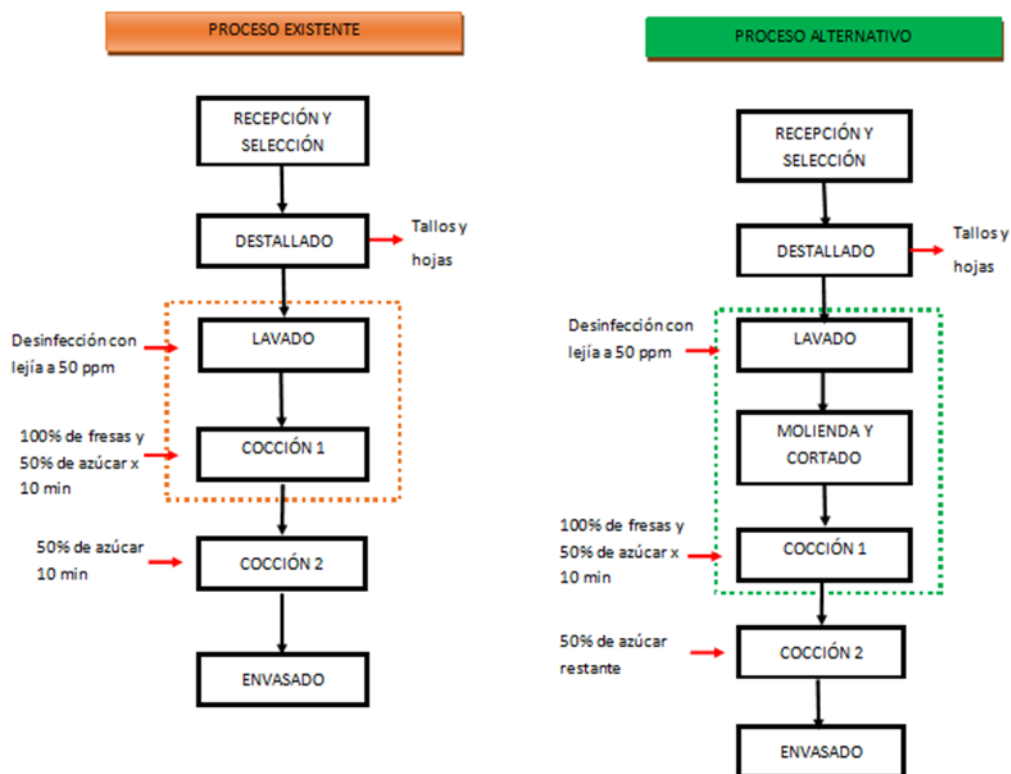 PROCESO EXISTENTE
RECEPCIÓN Y
SELECCIÓN
DESTALLADO
Tallos y
hojas
Desinfección con
lejía a 50 ppm
LAVADO
100% de fresas y
50% de azúcar x
10 min
COCCIÓN 1
50% de azúcar
10 min
COCCIÓN 2
ENVASADO
PROCESO ALTERNATIVO
RECEPCIÓN Y
SELECCIÓN
DESTALLADO
Tallos y
hojas
Desinfección con
lejía a 50 ppm
LAVADO
MOLIENDA Y
CORTADO
100% de fresas y
50% de azúcar x
10 min
COCCIÓN 1
50% de azúcar
restante
COCCIÓN 2
ENVASADO